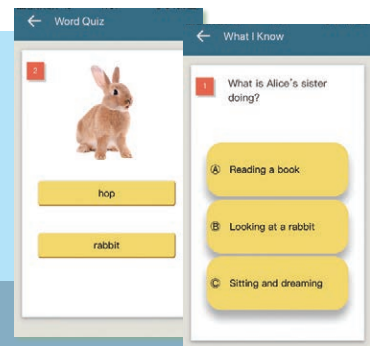 Word Quiz
2
hop
rabbit
What I Know
1
What is Alice's sister
doing?
Ⓐ Reading a book
Ⓑ Looking at a rabbit
Ⓒ Sitting and dreaming